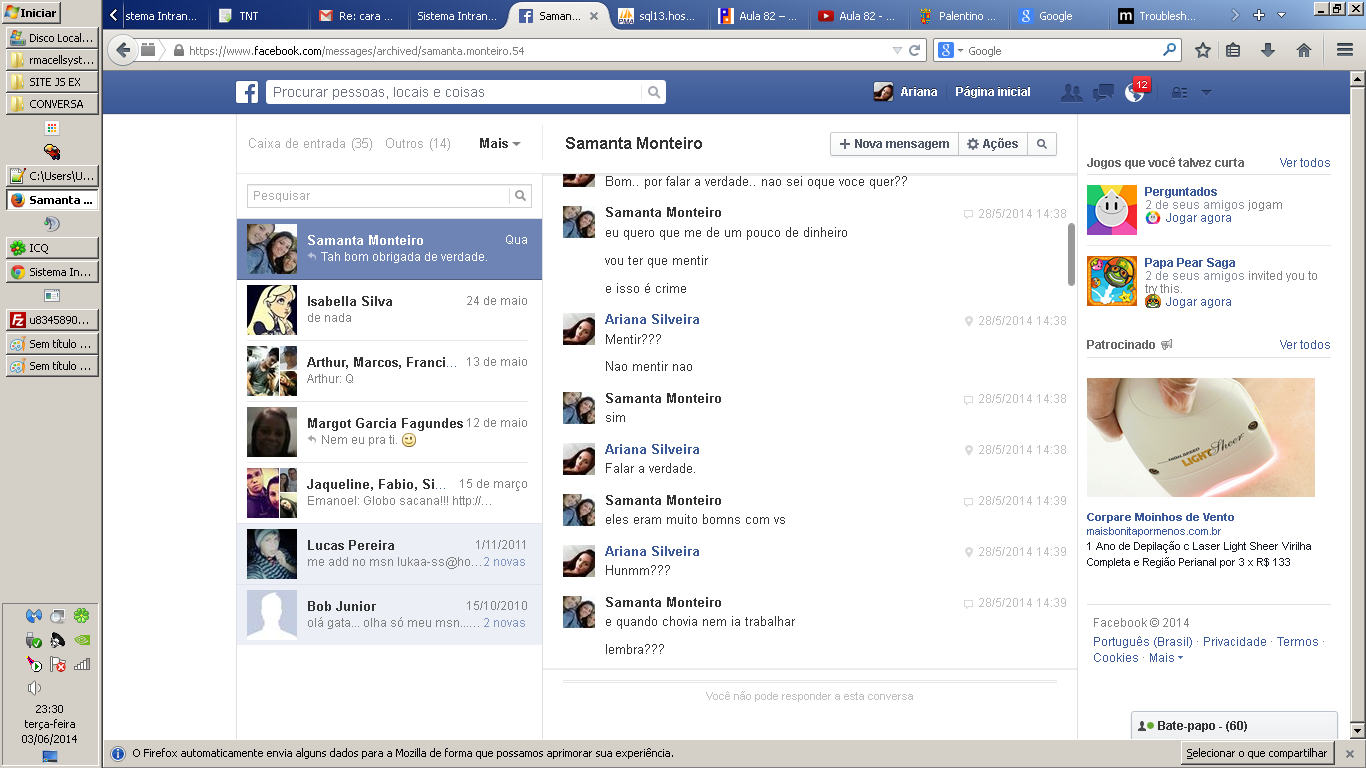 Iniciar
Disco Local...
rmacellsyst...
SITE JS EX
CONVERSA
C:\Users\U...
Samanta ...
ICQ
Sistema In...
u8345890...
Sem título ...
Sem título ...
23:30
terça-feira
03/06/2014
istema Intran...
TNT
Re: cara ...
Sistema Intran...
Saman...
sql13.hos...
Aula 82 – ...
Aula 82 - ...
Palentino ...
Google
Troublesh...
https://www.facebook.com/messages/archived/samanta.monteiro.54
Google
Procurar pessoas, locais e coisas
Ariana
Página inicial
12
Caixa de entrada (35)
Outros (14)
Mais
Pesquisar
Samanta Monteiro
Qua
Tah bom obrigada de verdade.
Isabella Silva
24 de maio
de nada
Arthur, Marcos, Franci...
13 de maio
Arthur: Q
Margot Garcia Fagundes
12 de maio
Nem eu pra ti.
Jaqueline, Fabio, Si...
15 de março
Emanoel: Globo sacana!!! http://...
Lucas Pereira
1/11/2011
me add no msn lukaa-ss@ho...
2 novas
Bob Junior
15/10/2010
olá gata... olha só meu msn......
2 novas
Samanta Monteiro
+ Nova mensagem
Ações
Bom.. por falar a verdade.. nao sei oque voce quer??
Samanta Monteiro
28/5/2014 14:38
eu quero que me de um pouco de dinheiro
vou ter que mentir
e isso é crime
Ariana Silveira
28/5/2014 14:38
Mentir???
Nao mentir nao
Samanta Monteiro
28/5/2014 14:38
sim
Ariana Silveira
28/5/2014 14:38
Falar a verdade.
Samanta Monteiro
28/5/2014 14:39
eles eram muito bomns com vs
Ariana Silveira
28/5/2014 14:39
Hunmm???
Samanta Monteiro
28/5/2014 14:39
e quando chovia nem ia trabalhar
lembra???
Você não pode responder a esta conversa
Jogos que você talvez curta
Ver todos
Perguntados
2 de seus amigos jogam
Jogar agora
Papa Pear Saga
2 de seus amigos invited you to
try this.
Jogar agora
Patrocinado
Ver todos
HIGH SPEED
LIGHT Sheer
Corpare Moinhos de Vento
maisbonitapormenos.com.br
1 Ano de Depilação c Laser Light Sheer Virilha
Completa e Região Perianal por 3 x R$ 133
Facebook © 2014
Português (Brasil) · Privacidade · Termos ·
Cookies · Mais
Bate-papo - (60)
O Firefox automaticamente envia alguns dados para a Mozilla de forma que possamos aprimorar sua experiência.
Selecionar o que compartilhar